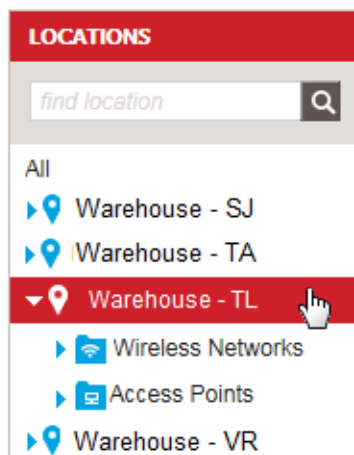 LOCATIONS
find location
All
Warehouse - SJ
Warehouse - TA
Warehouse - TL
Wireless Networks
Access Points
Warehouse - VR